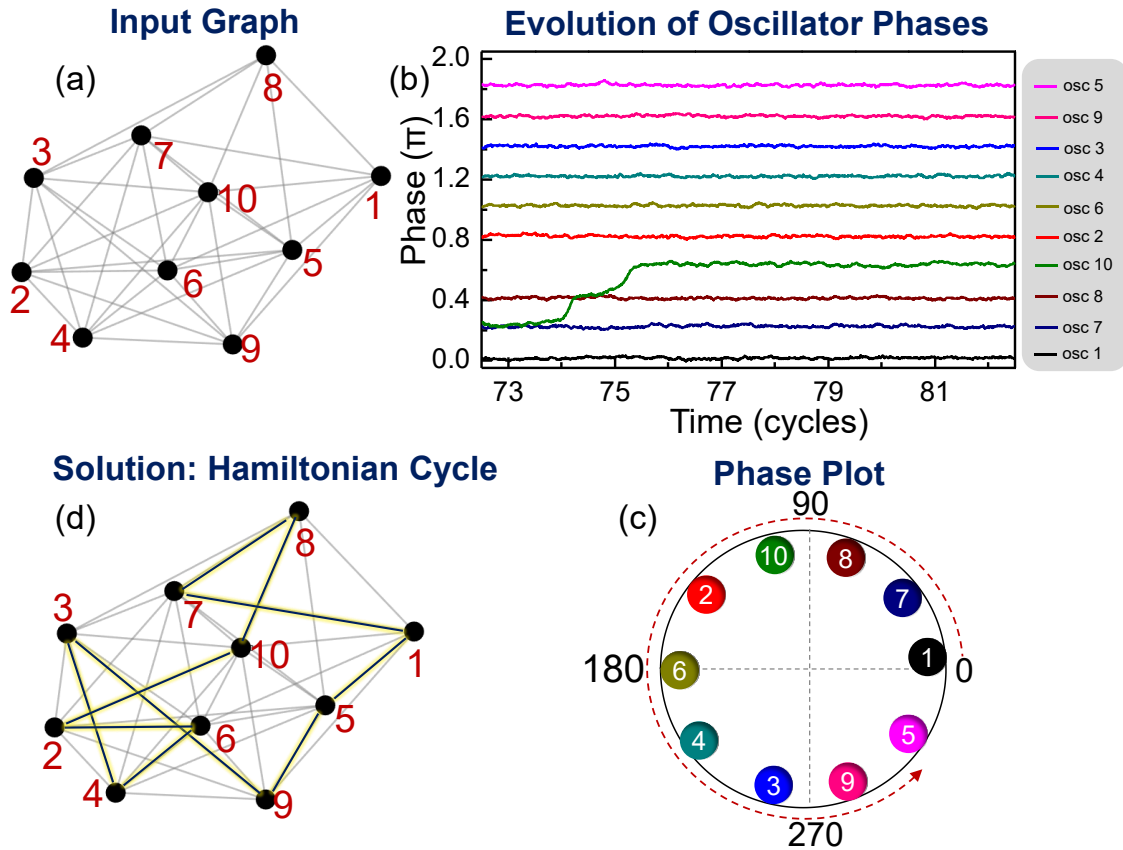 Input Graph
(a)
8
3
7
10
1
5
6
2
4
9
Evolution of Oscillator Phases
(b)
Phase (π)
2.0
1.6
1.2
0.8
0.4
0.0
73 75 77 79 81
Time (cycles)
osc 5
osc 9
osc 3
osc 4
osc 6
osc 2
osc 10
osc 8
osc 7
osc 1
Solution: Hamiltonian Cycle
(d)
8
3
7
10
1
5
6
2
4
9
Phase Plot
(c)
90
10 8
2 7
180 6 1 0
4 5
3 9
270